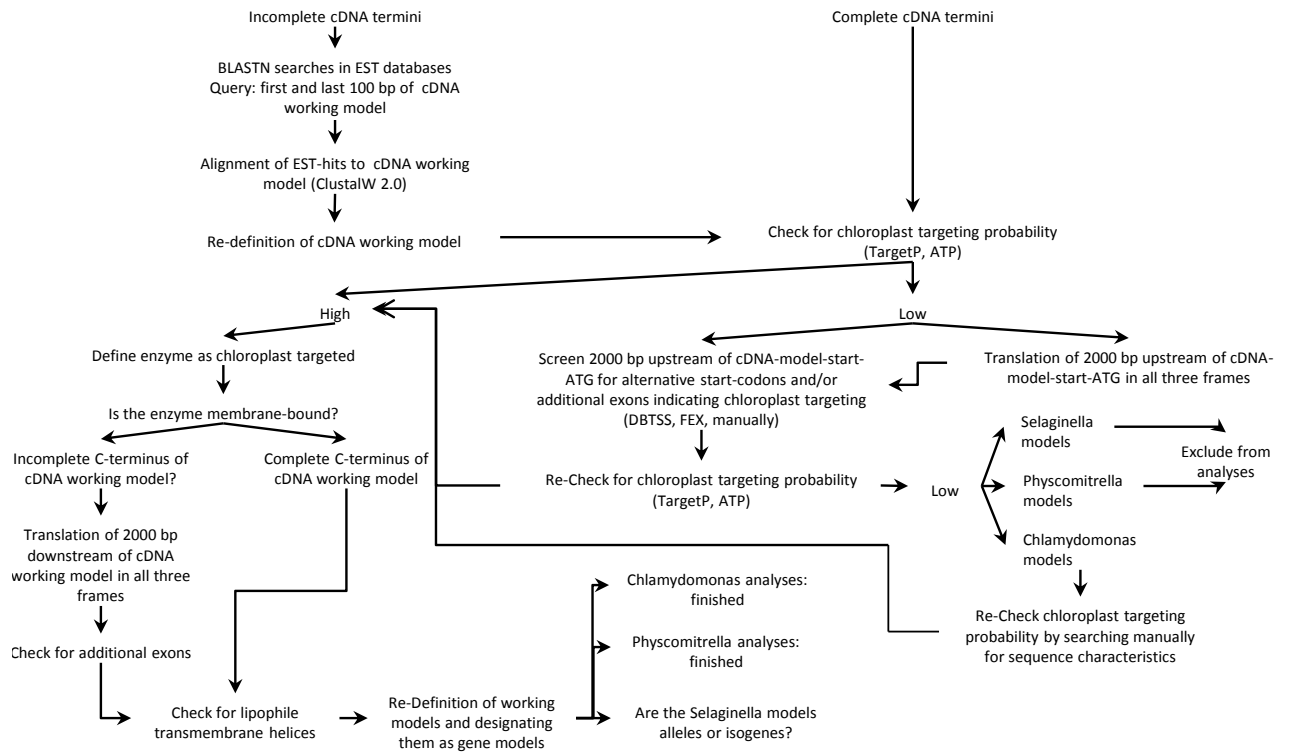 Incomplete cDNA termini
Complete cDNA termini
BLASTN searches in EST databases
Query: first and last 100 bp of cDNA
working model
Alignment of EST-hits to cDNA working
model (ClustalW 2.0)
Re-definition of cDNA working model
Check for chloroplast targeting probability
(TargetP, ATP)
High
Low
Define enzyme as chloroplast targeted
Screen 2000 bp upstream of cDNA-model-start-
ATG for alternative start-codons and/or
additional exons indicating chloroplast targeting
(DBTSS, FEX, manually)
Translation of 2000 bp upstream of cDNA-
model-start-ATG in all three frames
Is the enzyme membrane-bound?
Incomplete C-terminus of
cDNA working model?
Complete C-terminus of
cDNA working model
Re-Check for chloroplast targeting probability
(TargetP, ATP)
Low
Selaginella
models
Physcomitrella
models
Chlamydomonas
models
Exclude from
analyses
Translation of 2000 bp
downstream of cDNA
working model in all three
frames
Check for additional exons
Re-Check chloroplast targeting
probability by searching manually
for sequence characteristics
Check for lipophile
transmembrane helices
Re-Definition of working
models and designating
them as gene models
Chlamydomonas analyses:
finished
Physcomitrella analyses:
finished
Are the Selaginella models
alleles or isogenes?